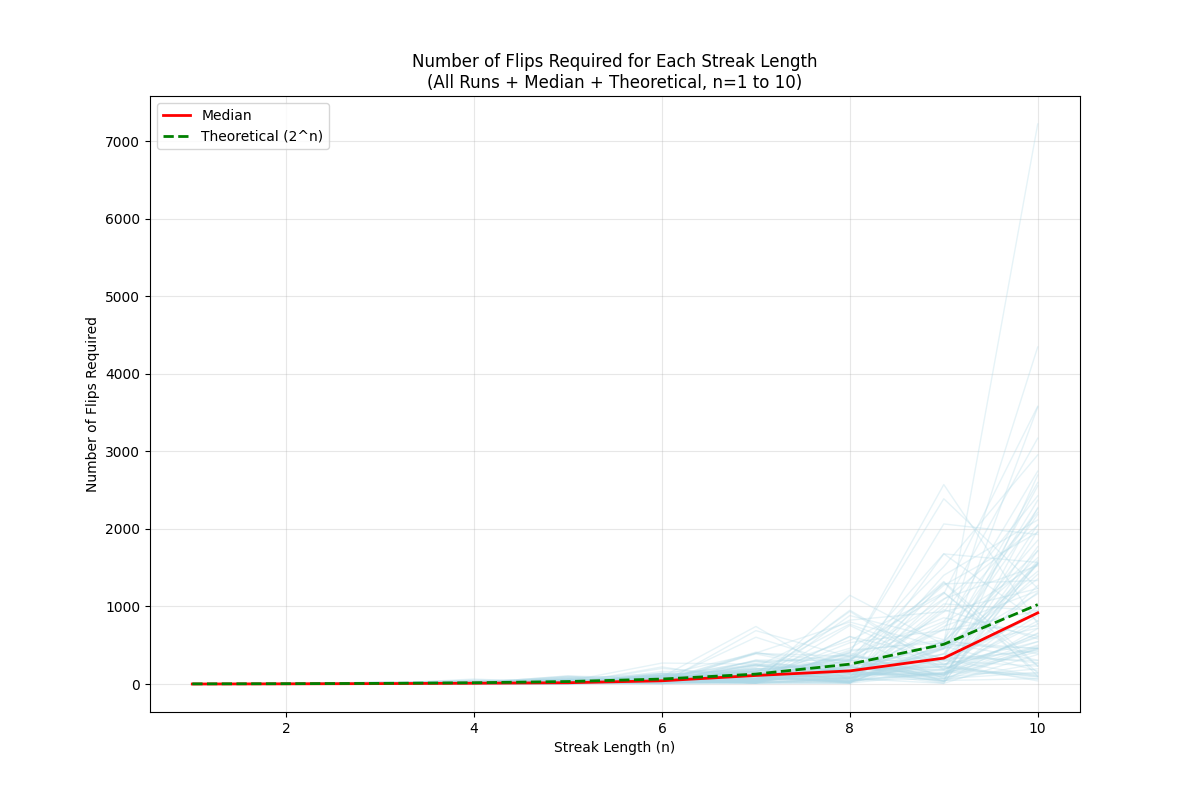 Number of Flips Required for Each Streak Length
(All Runs + Median + Theoretical, n=1 to 10)
Median
Theoretical (2^n)
7000
6000
5000
4000
3000
2000
1000
0
Number of Flips Required
2
4
6
8
10
Streak Length (n)